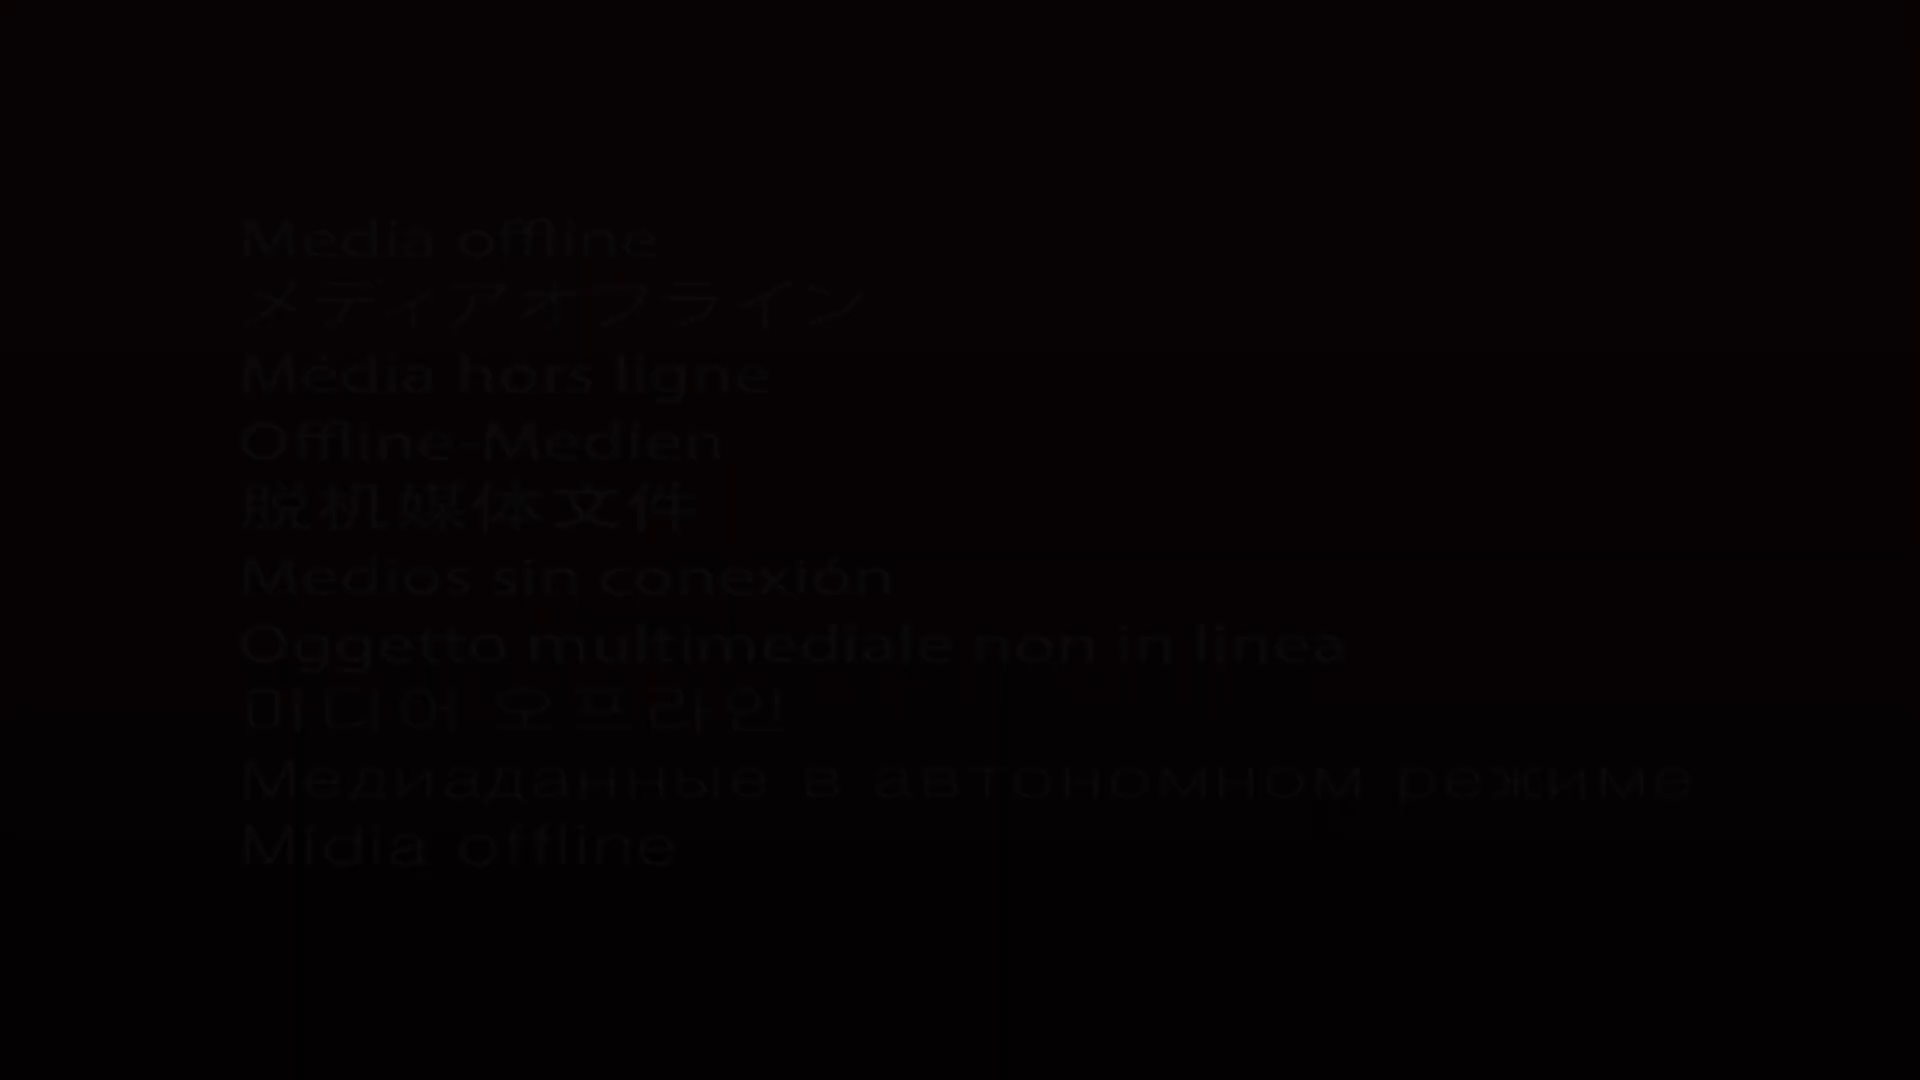 Media offline
メディアオフライン
Média hors ligne
Offline-Medien
脱机媒体文件
Medios sin conexión
Oggetto multimediale non in linea
미디어 오프라인
Медиаданные в автономном режиме
Mídia offline